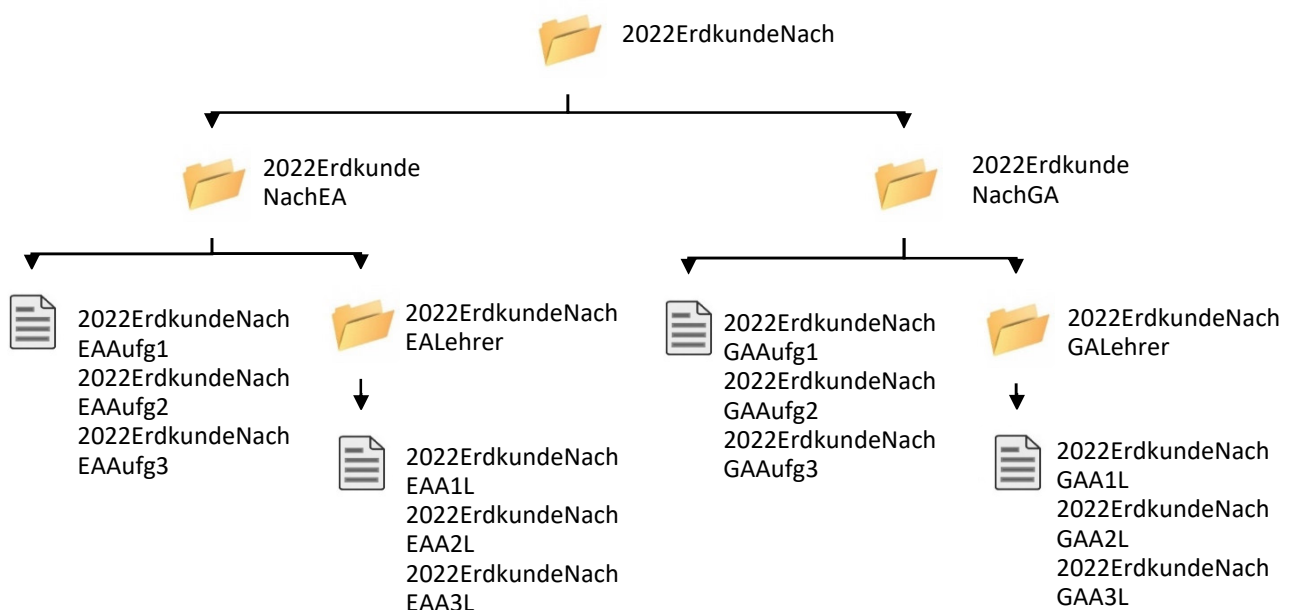 2022ErdkundeNach
2022Erdkunde
NachEA
2022Erdkunde
NachGA
2022ErdkundeNach
EAAufg1
2022ErdkundeNach
EAAufg2
2022ErdkundeNach
EAAufg3
2022ErdkundeNach
EALehrer
2022ErdkundeNach
EAA1L
2022ErdkundeNach
EAA2L
2022ErdkundeNach
EAA3L
2022ErdkundeNach
GAAufg1
2022ErdkundeNach
GAAufg2
2022ErdkundeNach
GAAufg3
2022ErdkundeNach
GALehrer
2022ErdkundeNach
GAA1L
2022ErdkundeNach
GAA2L
2022ErdkundeNach
GAA3L